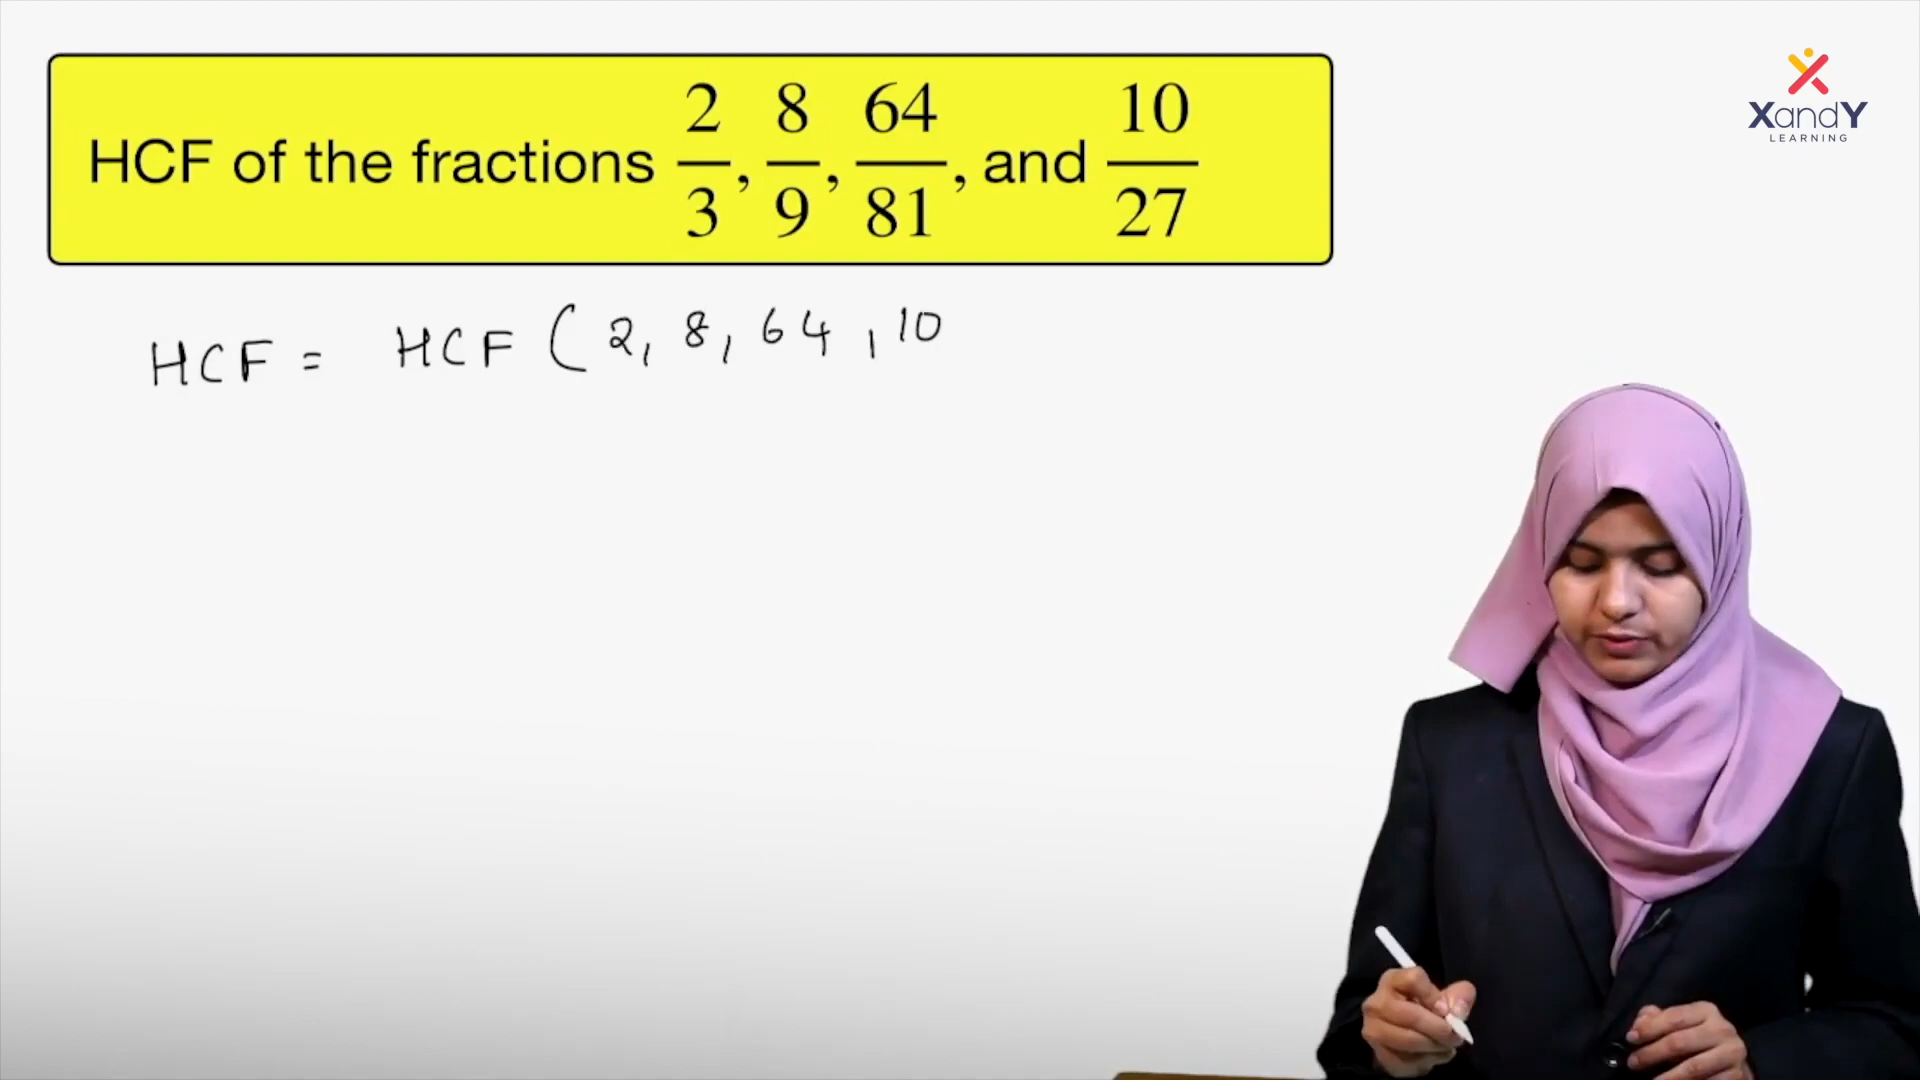 XandY
LEARNING
HCF of the fractions 2/3, 8/9, 64/81, and 10/27
HCF = HCF (2, 8, 64, 10